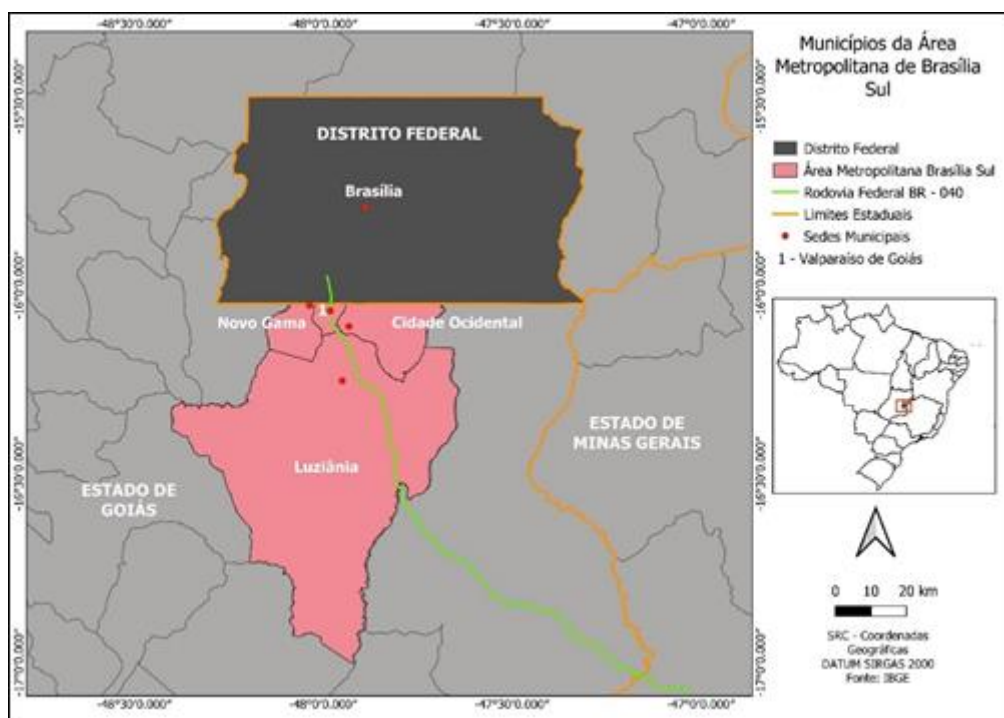 -48°30'0.000"
-48°0'0.000"
-47°30'0.000"
-47°0'0.000"
-15°30'0.000"
-16°0'0.000"
-16°30'0.000"
-17°0'0.000"
DISTRITO FEDERAL
Brasília
Novo Gama
1
Cidade Ocidental
Luziânia
ESTADO DE
GOIÁS
ESTADO DE
MINAS GERAIS
-15°30'0.000"
-16°0'0.000"
-16°30'0.000"
-17°0'0.000"
-48°30'0.000"
-48°0'0.000"
-47°30'0.000"
-47°0'0.000"
Municípios da Área
Metropolitana de Brasília
Sul
Distrito Federal
Área Metropolitana Brasília Sul
Rodovia Federal BR - 040
Limites Estaduais
Sedes Municipais
1 - Valparaíso de Goiás
0 10 20 km
SRC - Coordenadas
Geográficas
DATUM SIRGAS 2000
Fonte: IBGE